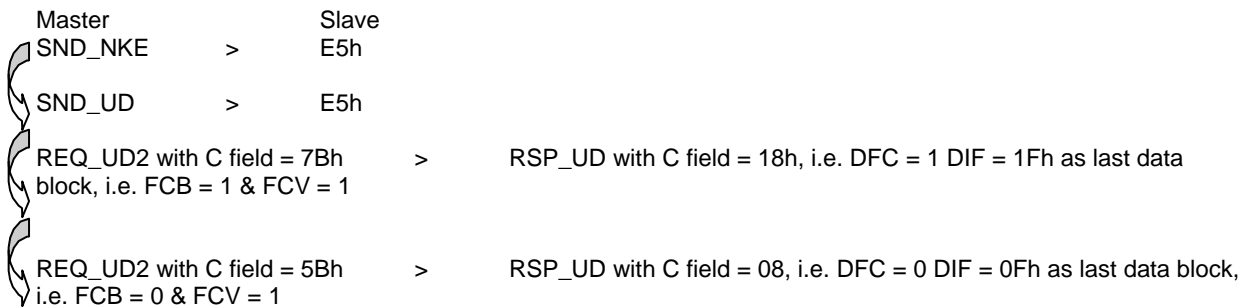 Master Slave
SND_NKE > E5h
SND_UD > E5h
REQ_UD2 with C field = 7Bh > RSP_UD with C field = 18h, i.e. DFC = 1 DIF = 1Fh as last data
block, i.e. FCB = 1 & FCV = 1
REQ_UD2 with C field = 5Bh > RSP_UD with C field = 08, i.e. DFC = 0 DIF = 0Fh as last data block,
i.e. FCB = 0 & FCV = 1